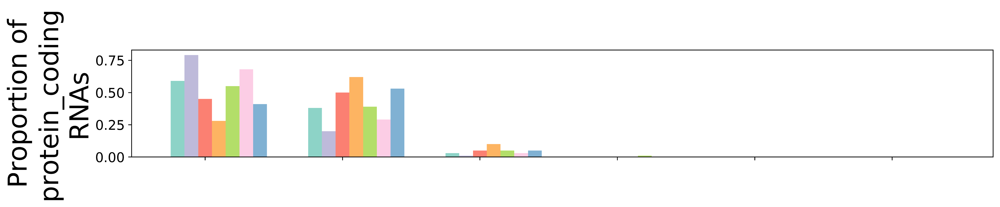 Proportion of
protein_coding
RNAs
0.75
0.50
0.25
0.00